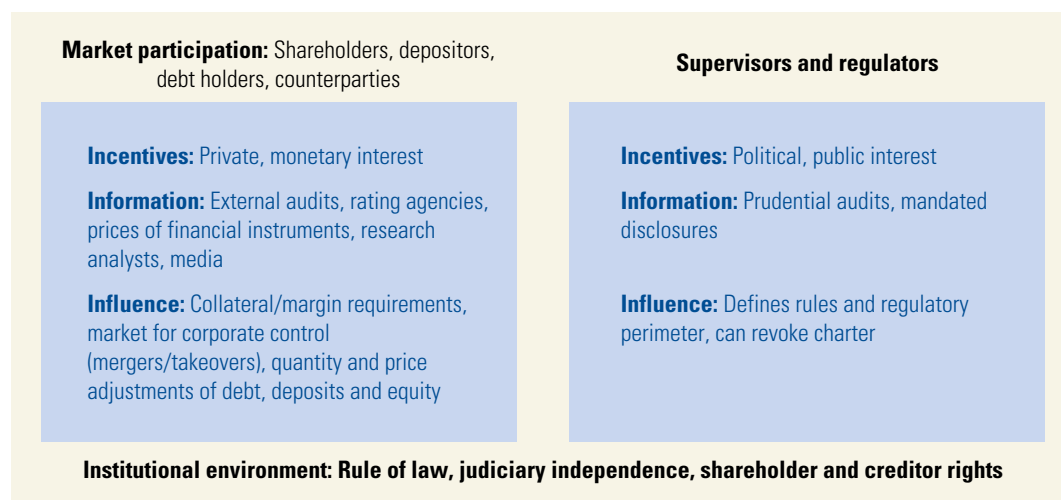 Market participation: Shareholders, depositors,
debt holders, counterparties
Incentives: Private, monetary interest
Information: External audits, rating agencies,
prices of financial instruments, research
analysts, media
Influence: Collateral/margin requirements,
market for corporate control
(mergers/takeovers), quantity and price
adjustments of debt, deposits and equity
Supervisors and regulators
Incentives: Political, public interest
Information: Prudential audits, mandated
disclosures
Influence: Defines rules and regulatory
perimeter, can revoke charter
Institutional environment: Rule of law, judiciary independence, shareholder and creditor rights